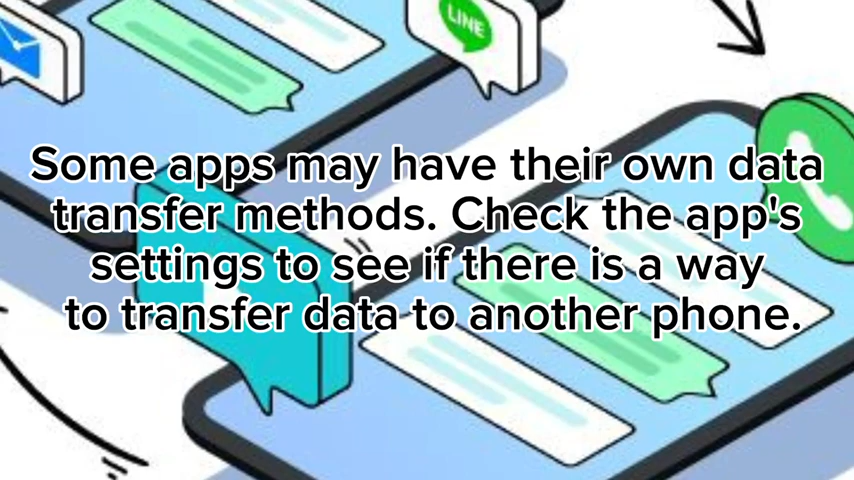 LINE
Some apps may have their own data
transfer methods. Check the app's
settings to see if there is a way
to transfer data to another phone.